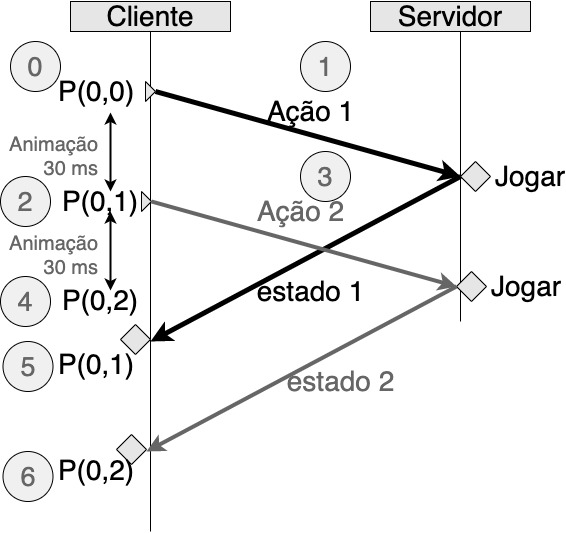 Cliente
Servidor
0
1
P(0,0)
Ação 1
Animação
30 ms
3
Jogar
2
P(0,1)
Ação 2
Animação
30 ms
4
P(0,2)
estado 1
Jogar
5
P(0,1)
estado 2
6
P(0,2)